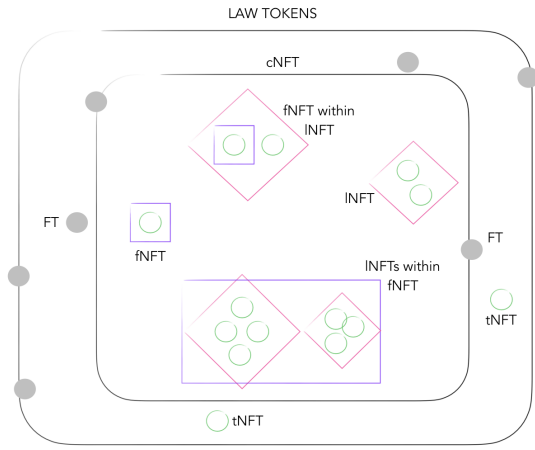 LAW TOKENS
cNFT
fNFT within
lNFT
lNFT
FT
fNFT
FT
lNFTs within
fNFT
tNFT
tNFT